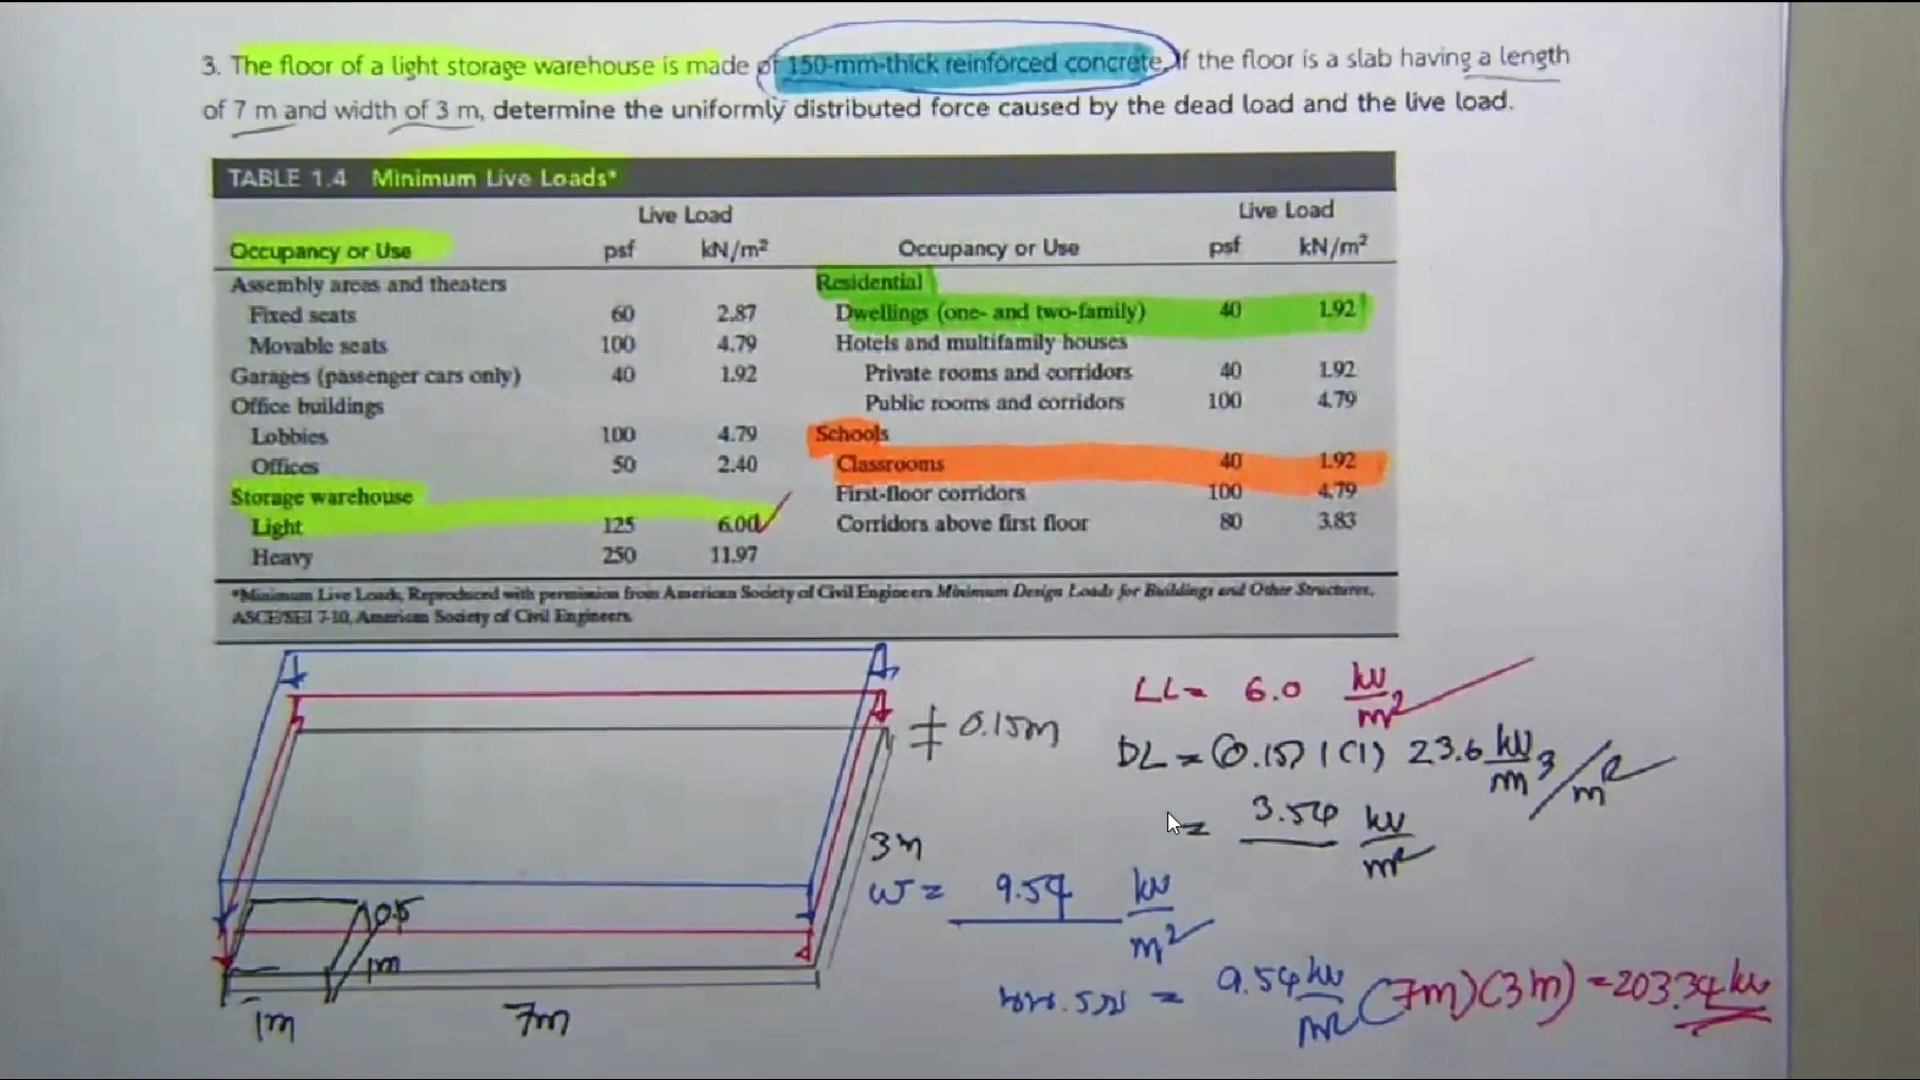 3. The floor of a light storage warehouse is made of 150-mm-thick reinforced concrete. If the floor is a slab having a length
of 7 m and width of 3 m, determine the uniformly distributed force caused by the dead load and the live load.
TABLE 1.4 Minimum Live Loads*
Live Load Live Load
Occupancy or Use psf kN/m² Occupancy or Use psf kN/m²
Assembly areas and theaters Residential
Fixed seats 60 2.87 Dwellings (one- and two-family) 40 1.92
Movable seats 100 4.79 Hotels and multifamily houses
Garages (passenger cars only) 40 1.92 Private rooms and corridors 40 1.92
Office buildings Public rooms and corridors 100 4.79
Lobbies 100 4.79 Schools
Offices 50 2.40 Classrooms 40 1.92
Storage warehouse First-floor corridors 100 4.79
Light 125 6.00 Corridors above first floor 80 3.83
Heavy 250 11.97
*Minimum Live Loads, Reproduced with permission from American Society of Civil Engineers Minimum Design Loads for Buildings and Other Structures,
ASCE/SEI 7-10, American Society of Civil Engineers.
LL = 6.0 kN/m²
0.15m
DL = (0.15) 1 (1) 23.6 kN/m³ / m²
= 3.54 kN/m²
3m
w = 9.54 kN/m²
0.15
1m
= 9.54 kN/m² (7m)(3m) = 203.34 kN
1m 7m